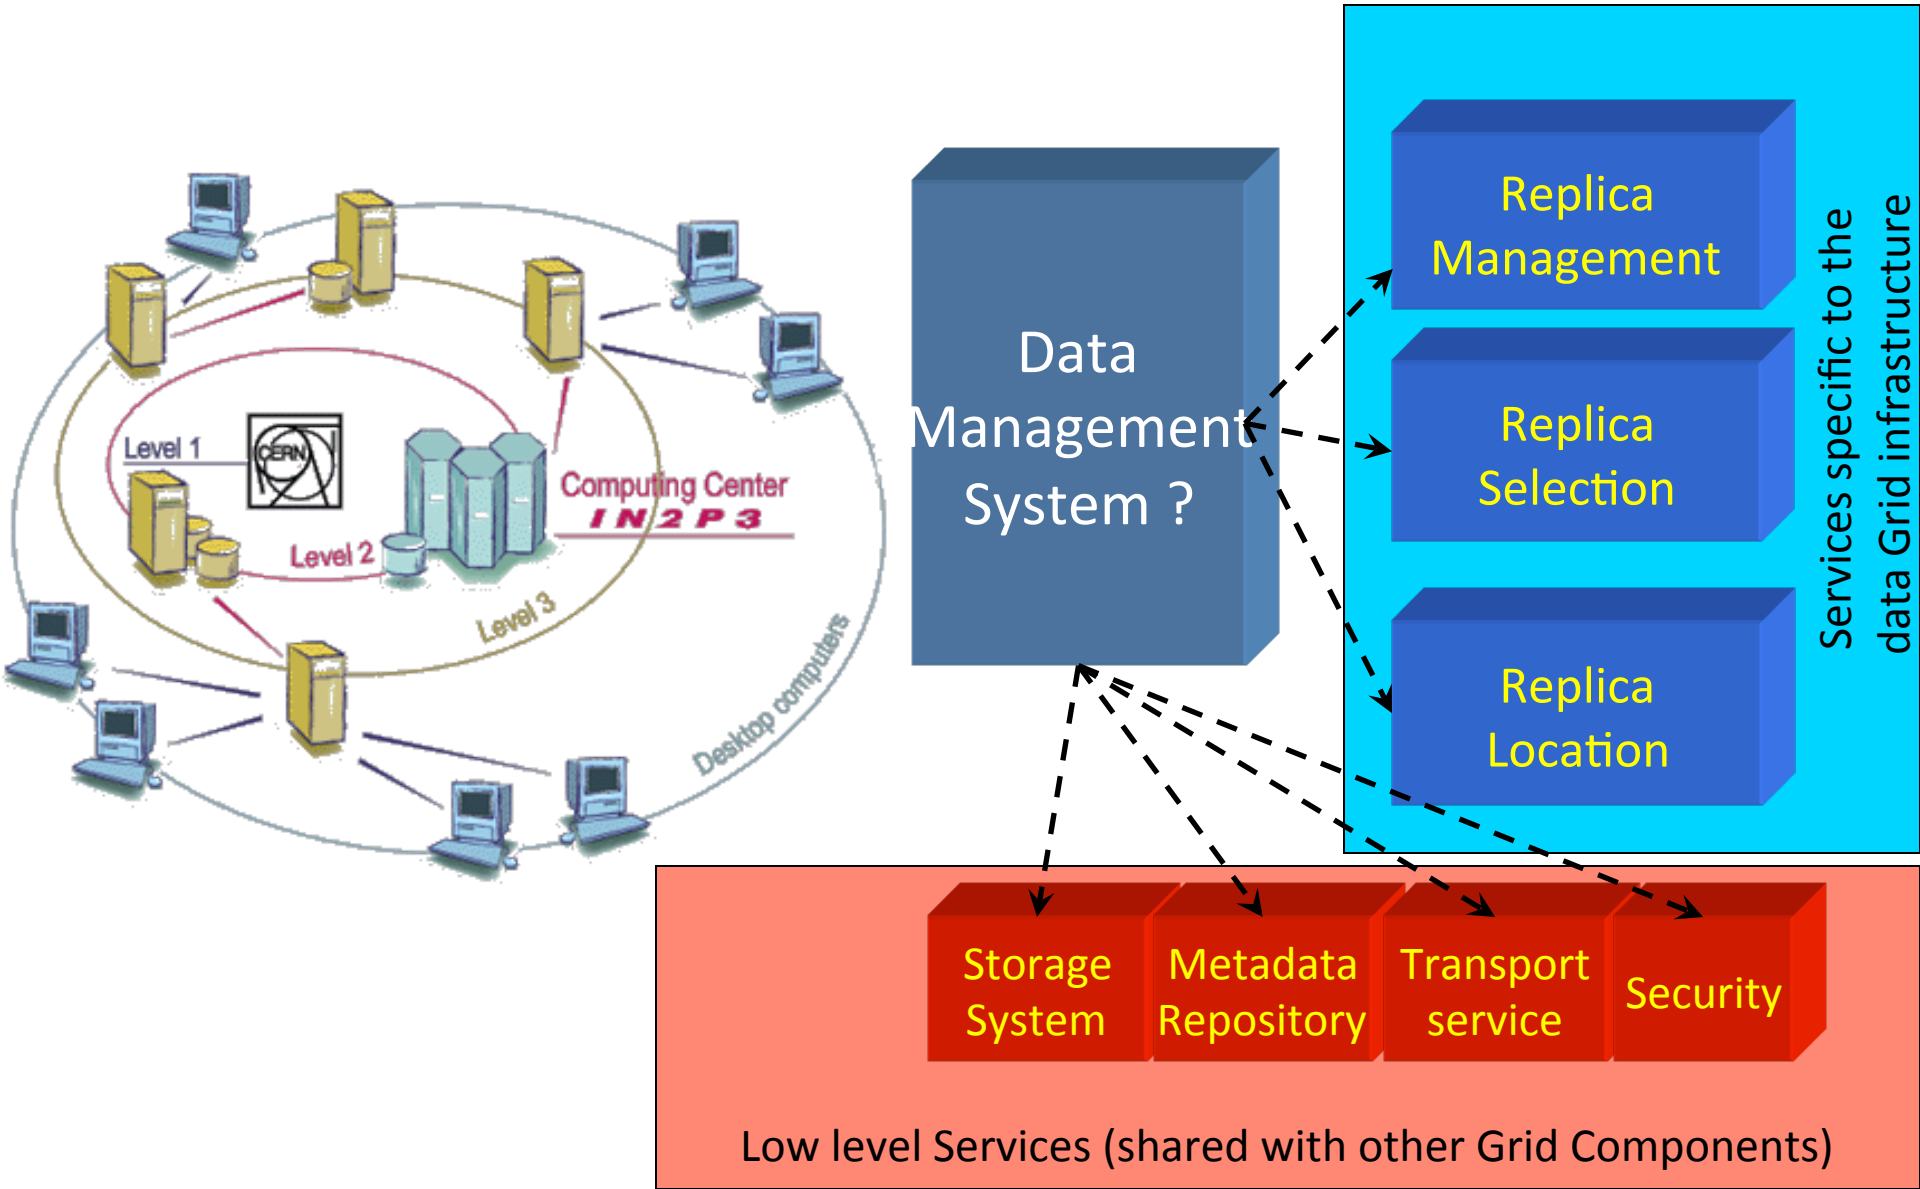 Level 1
CERN
Computing Center
IN2P3
Level 2
Level 3
Desktop computers
Data
Management
System ?
Replica
Management
Replica
Selection
Replica
Location
Services specific to the
data Grid infrastructure
Storage
System
Metadata
Repository
Transport
service
Security
Low level Services (shared with other Grid Components)